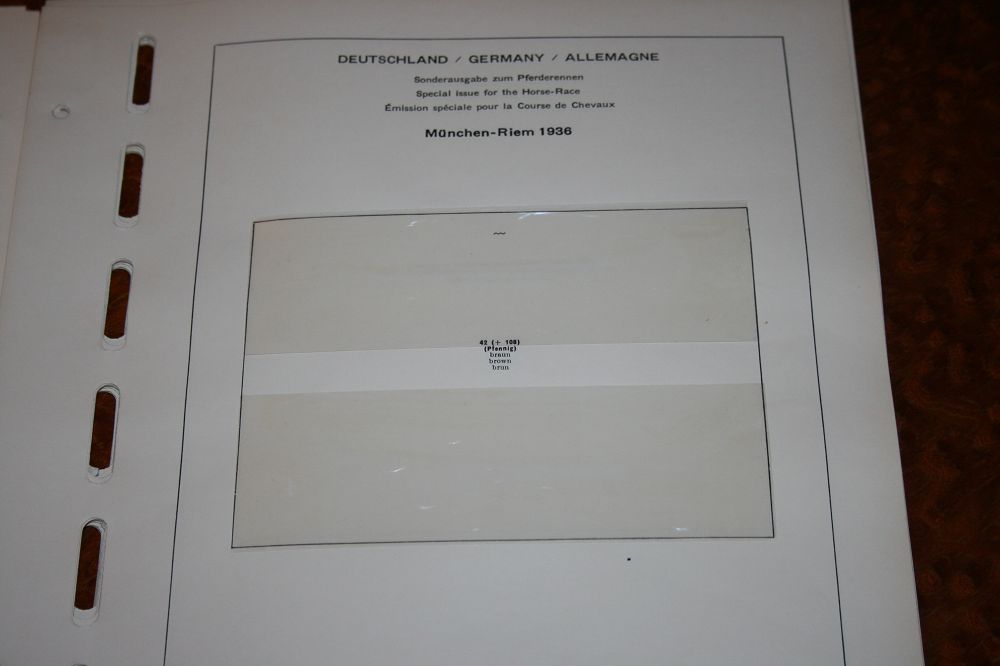 DEUTSCHLAND / GERMANY / ALLEMAGNE
Sonderausgabe zum Pferderennen
Special issue for the Horse-Race
Émission spéciale pour la Course de Chevaux
München-Riem 1936
42 (+ 108)
(Pfennig)
braun
brown
brun